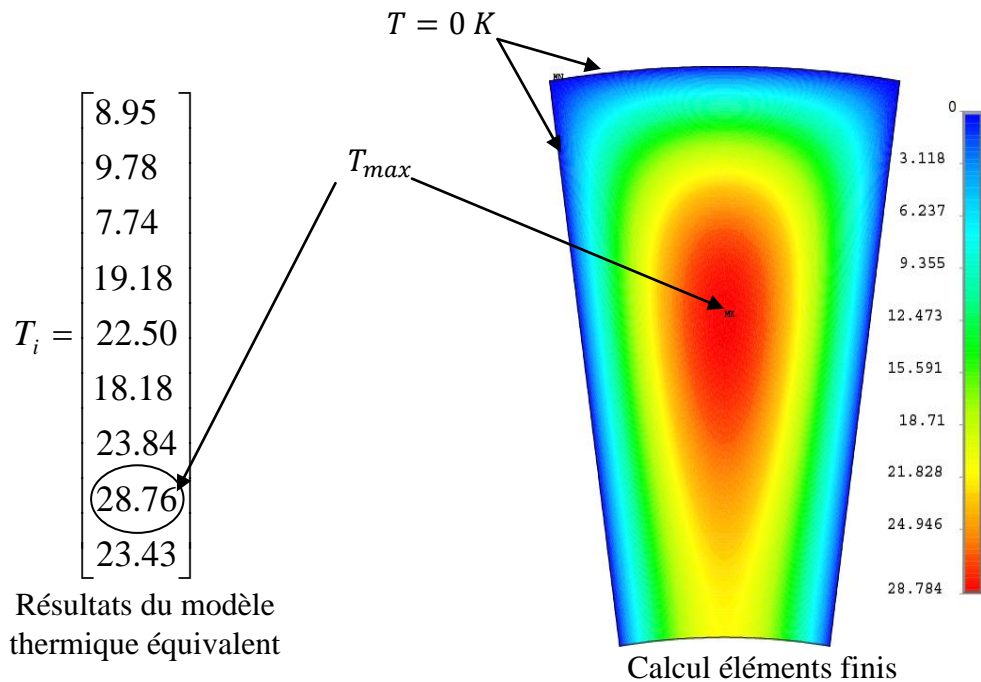 T = 0 K
T_max
T_i =
8.95
9.78
7.74
19.18
22.50
18.18
23.84
28.76
23.43
Résultats du modèle
thermique équivalent
MX
0
3.118
6.237
9.355
12.473
15.591
18.71
21.828
24.946
28.784
Calcul éléments finis